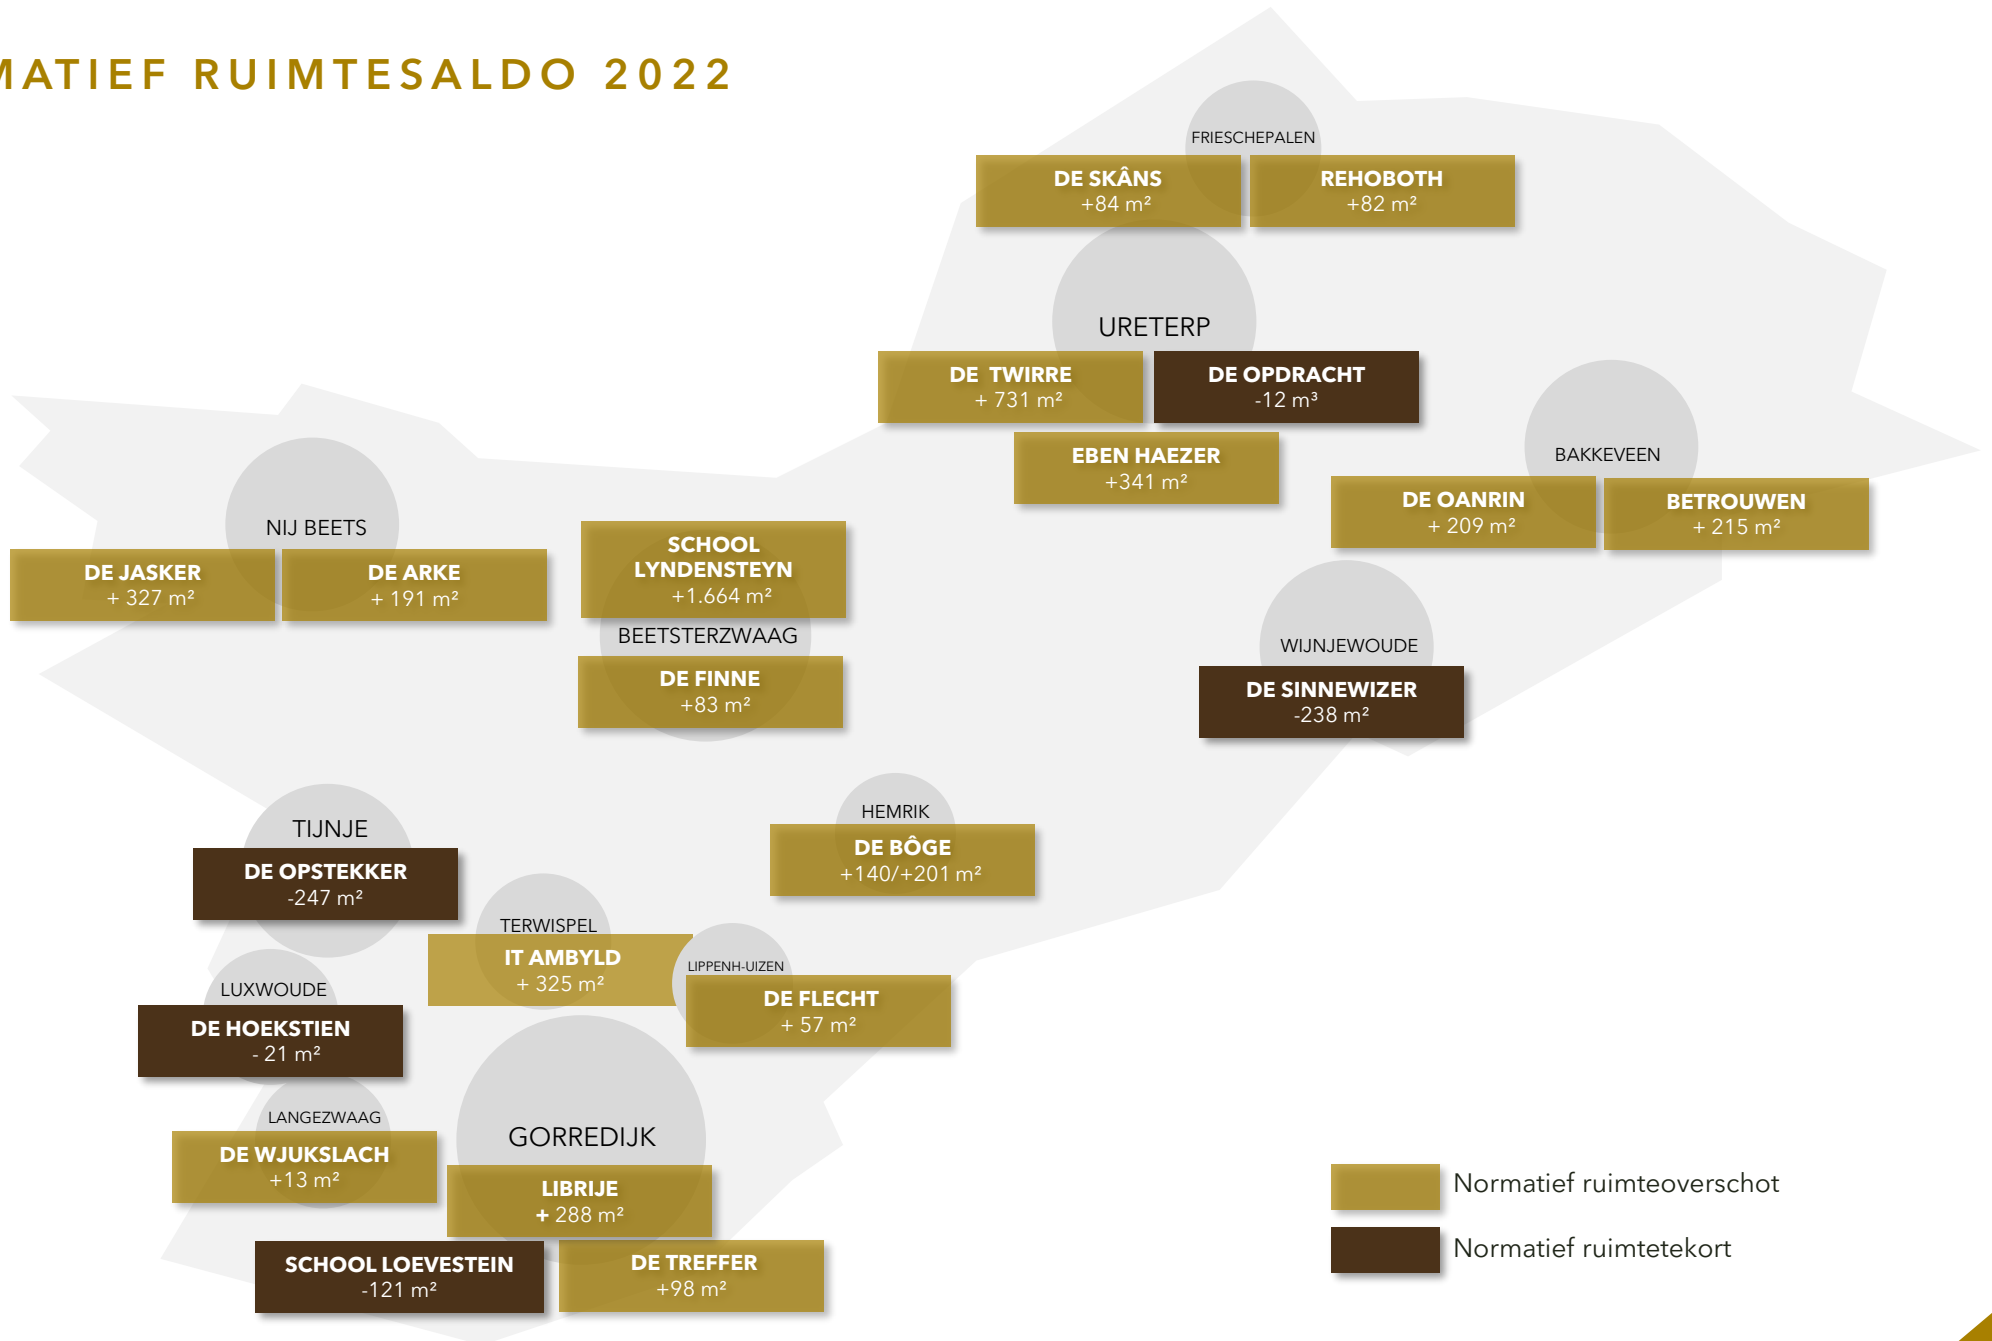 MATIEF RUIMTESALDO 2022
FRIESCHEPALEN
DE SKÂNS
+84 m²
REHOBOTH
+82 m²
URETERP
DE TWIRRE
+ 731 m²
DE OPDRACHT
-12 m³
EBEN HAEZER
+341 m²
BAKKEVEEN
DE OANRIN
+ 209 m²
BETROUWEN
+ 215 m²
NIJ BEETS
DE JASKER
+ 327 m²
DE ARKE
+ 191 m²
SCHOOL
LYNDENSTEYN
+1.664 m²
BEETSTERZWAAG
DE FINNE
+83 m²
WIJNJEWOUDE
DE SINNEWIZER
-238 m²
TIJNJE
DE OPSTEKKER
-247 m²
HEMRIK
DE BÔGE
+140/+201 m²
TERWISPEL
IT AMBYLD
+ 325 m²
LIPPENH-UIZEN
DE FLECHT
+ 57 m²
LUXWOUDE
DE HOEKSTIEN
- 21 m²
LANGEZWAAG
DE WJUKSLACH
+13 m²
GORREDIJK
LIBRIJE
+ 288 m²
SCHOOL LOEVESTEIN
-121 m²
DE TREFFER
+98 m²
Normatief ruimteoverschot
Normatief ruimtetekort